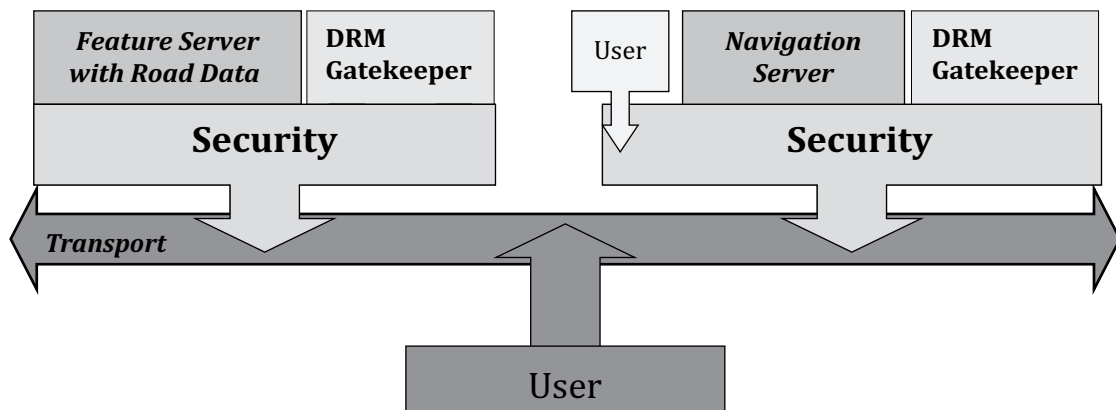 Feature Server
with Road Data
DRM
Gatekeeper
User
Navigation
Server
DRM
Gatekeeper
Security
Security
Transport
User